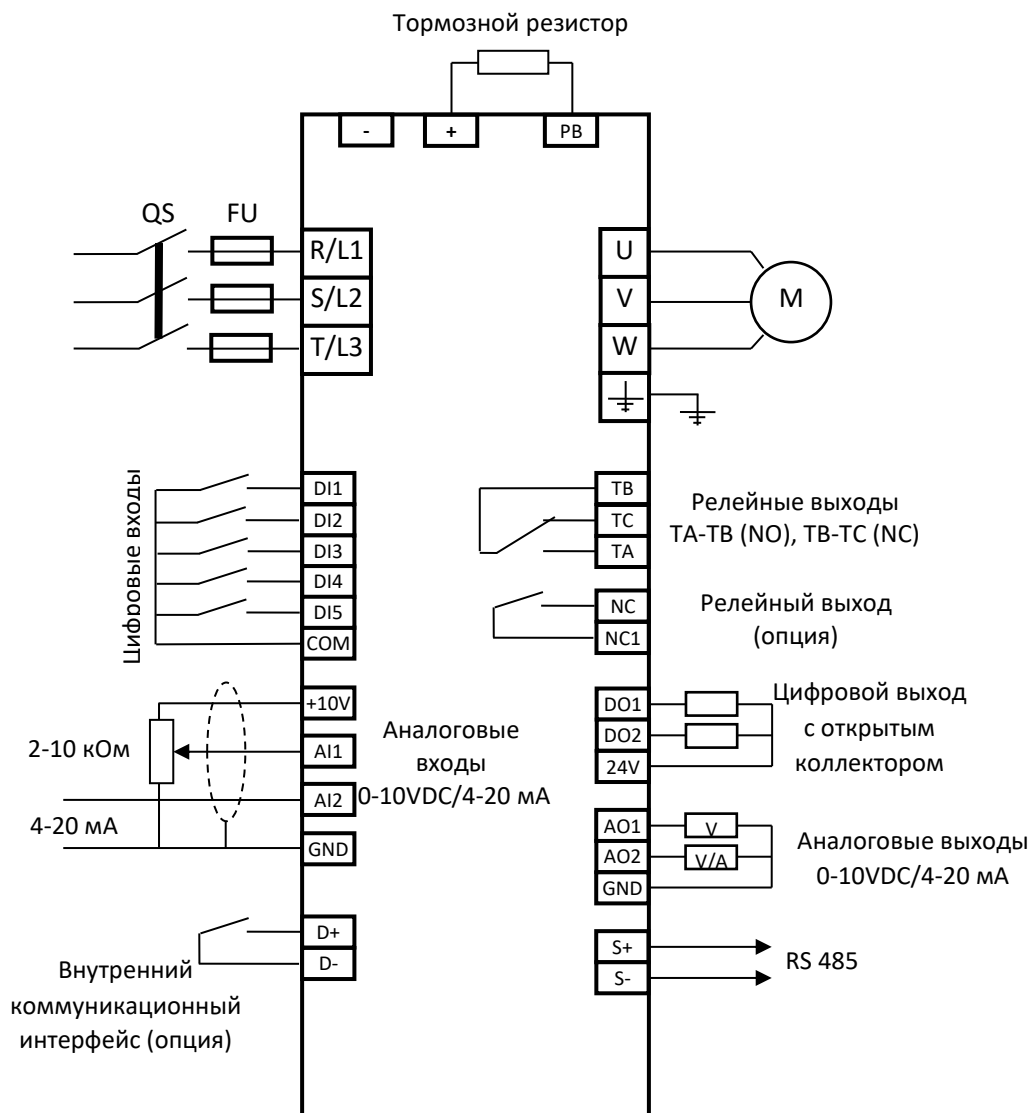 Тормозной резистор
-
+
PB
QS
FU
R/L1
S/L2
T/L3
U
V
W
M
Цифровые входы
DI1
DI2
DI3
DI4
DI5
COM
TB
TC
TA
Релейные выходы
TA-TB (NO), TB-TC (NC)
NC
NC1
Релейный выход
(опция)
2-10 кОм
4-20 мА
+10V
AI1
AI2
GND
Аналоговые
входы
0-10VDC/4-20 мА
DO1
DO2
24V
Цифровой выход
с открытым
коллектором
AO1
AO2
GND
V
V/A
Аналоговые выходы
0-10VDC/4-20 мА
D+
D-
Внутренний
коммуникационный
интерфейс (опция)
S+
S-
RS 485